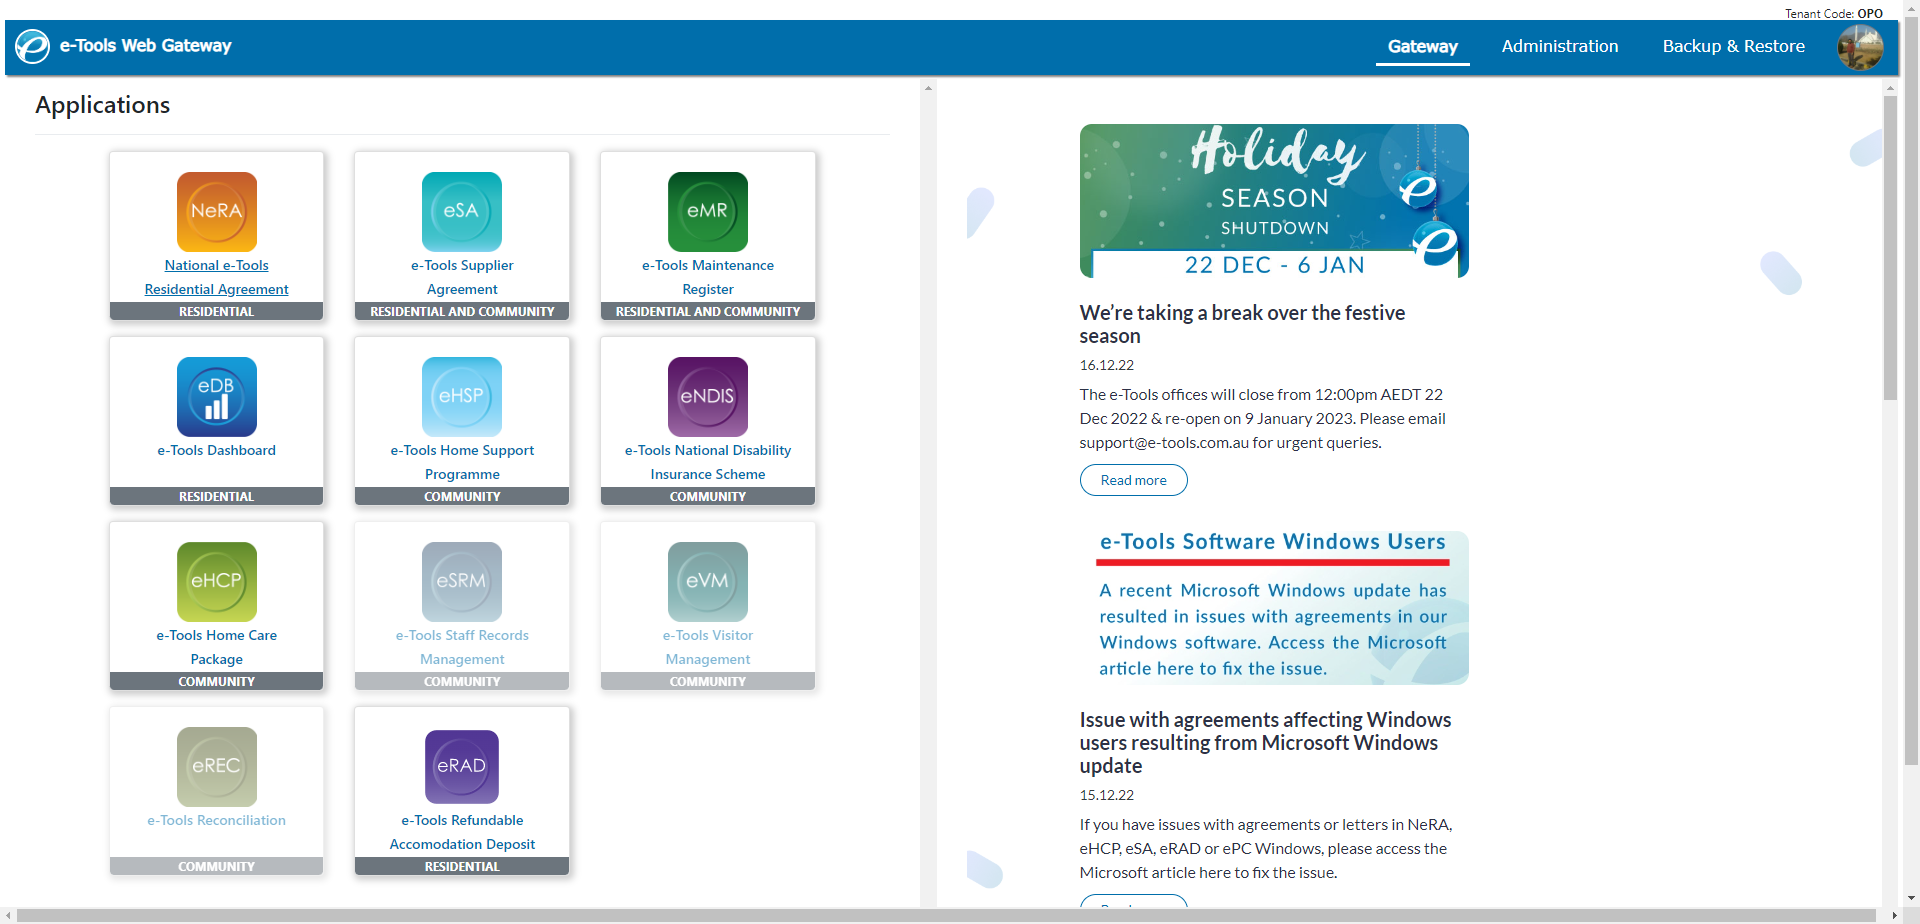 Tenant Code: OPO
e-Tools Web Gateway
Gateway
Administration
Backup & Restore
Applications
NeRA
National e-Tools
Residential Agreement
RESIDENTIAL
eSA
e-Tools Supplier
Agreement
RESIDENTIAL AND COMMUNITY
eMR
e-Tools Maintenance
Register
RESIDENTIAL AND COMMUNITY
eDB
e-Tools Dashboard
RESIDENTIAL
eHSP
e-Tools Home Support
Programme
COMMUNITY
eNDIS
e-Tools National Disability
Insurance Scheme
COMMUNITY
eHCP
e-Tools Home Care
Package
COMMUNITY
eSRM
e-Tools Staff Records
Management
COMMUNITY
eVM
e-Tools Visitor
Management
COMMUNITY
eREC
e-Tools Reconciliation
COMMUNITY
eRAD
e-Tools Refundable
Accomodation Deposit
RESIDENTIAL
Holiday
SEASON
SHUTDOWN
22 DEC - 6 JAN
We’re taking a break over the festive
season
16.12.22
The e-Tools offices will close from 12:00pm AEDT 22
Dec 2022 & re-open on 9 January 2023. Please email
support@e-tools.com.au for urgent queries.
Read more
e-Tools Software Windows Users
A recent Microsoft Windows update has
resulted in issues with agreements in our
Windows software. Access the Microsoft
article here to fix the issue.
Issue with agreements affecting Windows
users resulting from Microsoft Windows
update
15.12.22
If you have issues with agreements or letters in NeRA,
eHCP, eSA, eRAD or ePC Windows, please access the
Microsoft article here to fix the issue.